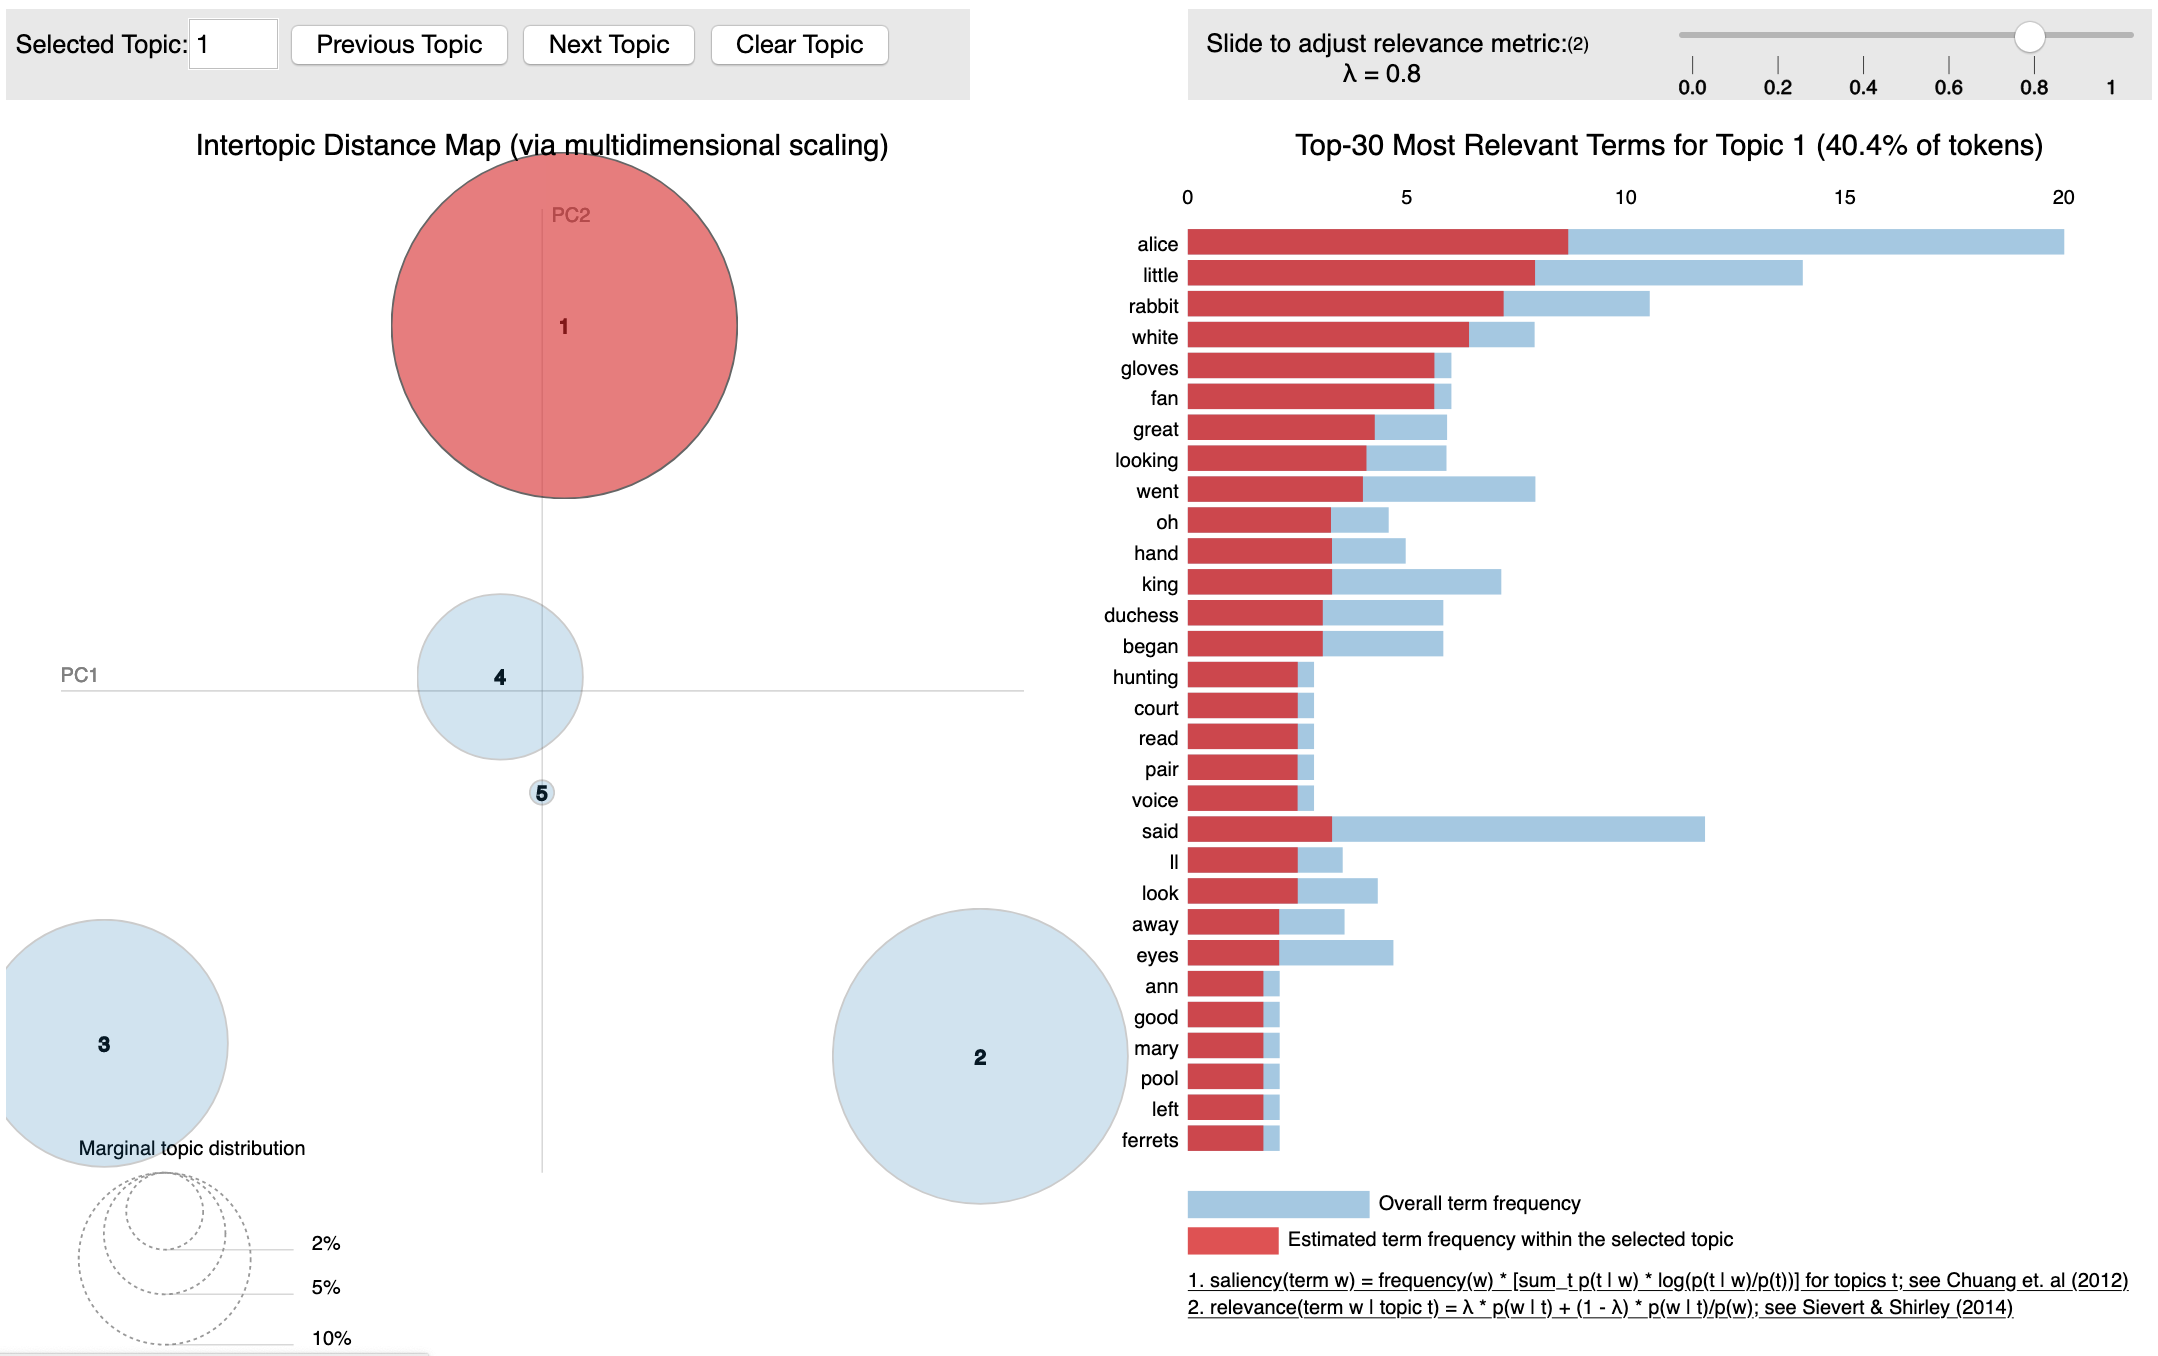 Selected Topic: 1 Previous Topic Next Topic Clear Topic
Slide to adjust relevance metric:(2)
λ = 0.8
0.0 0.2 0.4 0.6 0.8 1
Intertopic Distance Map (via multidimensional scaling)
PC2
1
4
PC1
5
3
2
Marginal topic distribution
2%
5%
10%
Top-30 Most Relevant Terms for Topic 1 (40.4% of tokens)
0 5 10 15 20
alice
little
rabbit
white
gloves
fan
great
looking
went
oh
hand
king
duchess
began
hunting
court
read
pair
voice
said
ll
look
away
eyes
ann
good
mary
pool
left
ferrets
Overall term frequency
Estimated term frequency within the selected topic
1. saliency(term w) = frequency(w) * [sum_t p(t | w) * log(p(t | w)/p(t))] for topics t; see Chuang et. al (2012)
2. relevance(term w | topic t) = λ * p(w | t) + (1 - λ) * p(w | t)/p(w); see Sievert & Shirley (2014)